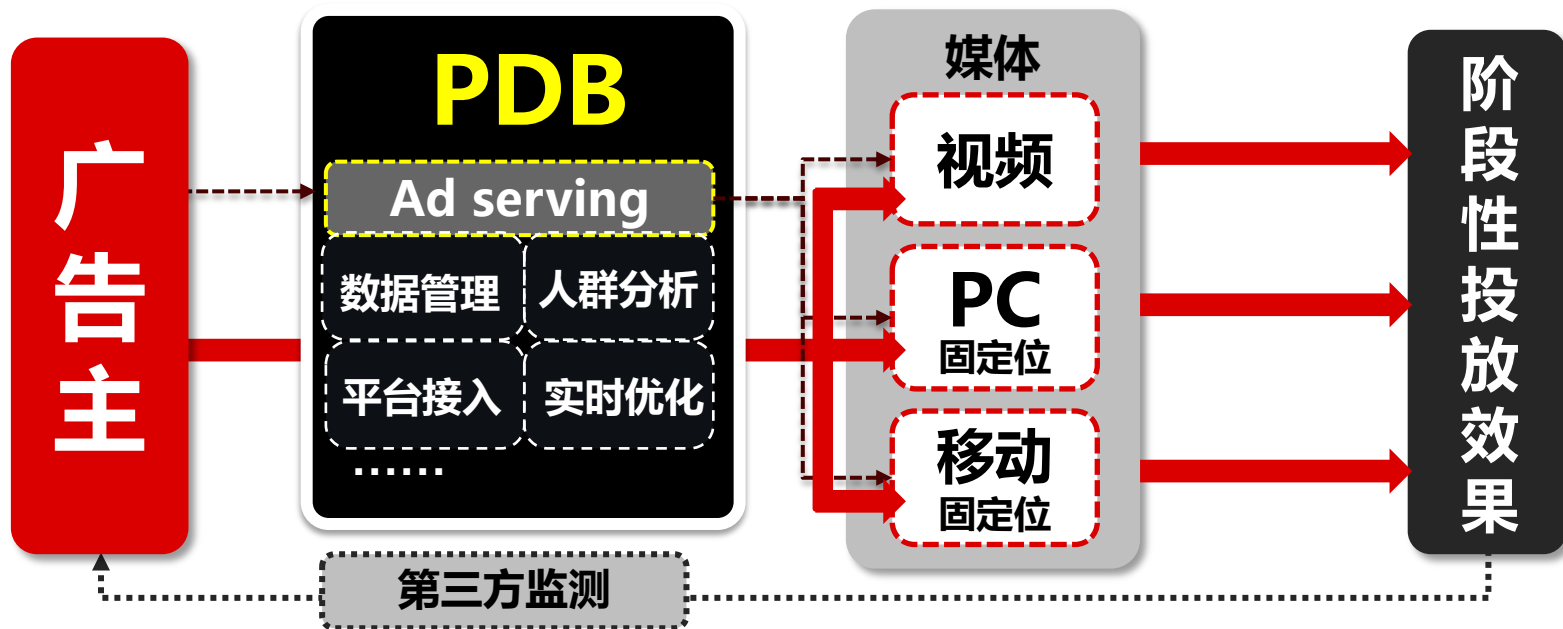 广告主
PDB
Ad serving
数据管理
人群分析
平台接入
实时优化
······
媒体
视频
PC
固定位
移动
固定位
阶段性投放效果
第三方监测